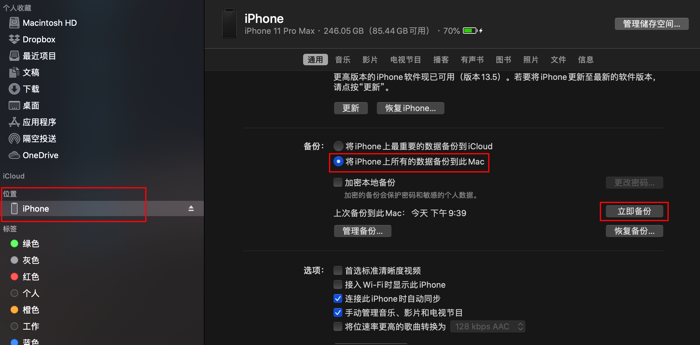 个人收藏
Macintosh HD
Dropbox
最近项目
文稿
下载
桌面
应用程序
隔空投送
OneDrive
iCloud
位置
iPhone
标签
绿色
灰色
红色
个人
橙色
工作
蓝色
iPhone
iPhone 11 Pro Max · 246.05 GB（85.44 GB可用） · 70%
管理储存空间...
通用 音乐 影片 电视节目 播客 有声书 图书 照片 文件 信息
更高版本的iPhone软件现已可用（版本13.5）。若要将iPhone更新至最新的软件版本，
请点按“更新”。
更新 恢复iPhone...
备份： 将iPhone上最重要的数据备份到iCloud
将iPhone上所有的数据备份到此Mac
加密本地备份 更改密码...
加密的备份会保护密码和敏感的个人数据。
上次备份到此Mac：今天 下午9:39 立即备份
管理备份... 恢复备份...
选项： 首选标准清晰度视频
接入Wi-Fi时显示此iPhone
连接此iPhone时自动同步
手动管理音乐、影片和电视节目
将位速率更高的歌曲转换为 128 kbps AAC